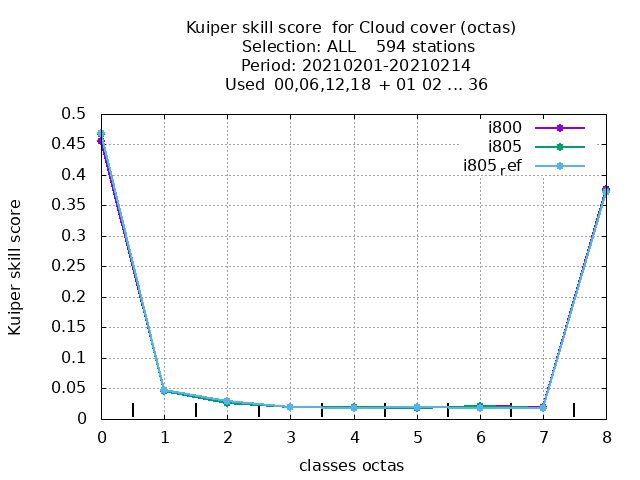 Kuiper skill score  for Cloud cover (octas)
Selection: ALL    594 stations
Period: 20210201-20210214
Used  00,06,12,18 + 01 02 ... 36
i800
i805
i805ref
0.5
0.45
0.4
0.35
0.3
0.25
0.2
0.15
0.1
0.05
0
Kuiper skill score
0 1 2 3 4 5 6 7 8
classes octas